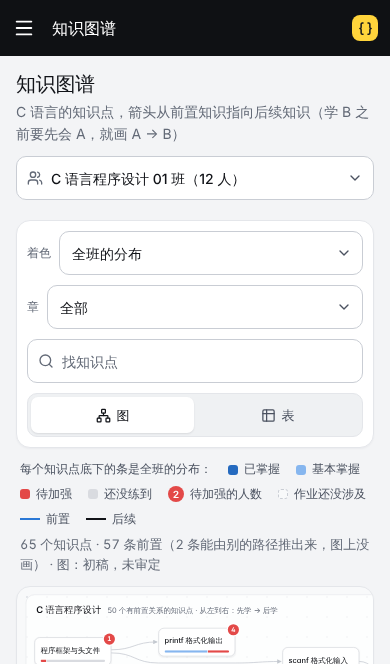 知识图谱
{ }
知识图谱
C 语言的知识点，箭头从前置知识指向后续知识（学 B 之
前要先会 A，就画 A → B）
C 语言程序设计 01 班（12 人）
着色 全班的分布
章 全部
找知识点
图 表
每个知识点底下的条是全班的分布： 已掌握 基本掌握
待加强 还没练到 2 待加强的人数 作业还没涉及
前置 后续
65 个知识点 · 57 条前置（2 条能由别的路径推出来，图上没
画） · 图：初稿，未审定
C 语言程序设计 50 个有前置关系的知识点 · 从左到右：先学 → 后学
4
printf 格式化输出
1
程序框架与头文件
scanf 格式化输入